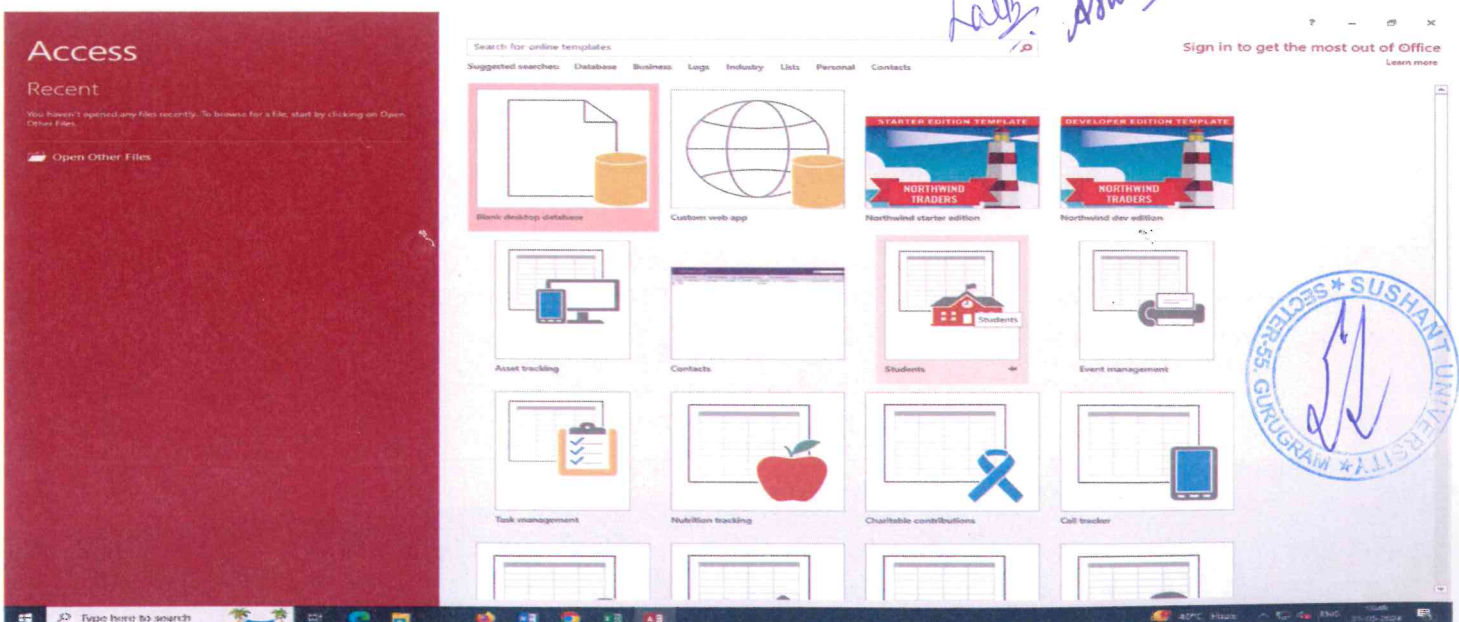 Access
Recent
You haven't opened any files recently. To browse for a file, start by clicking on Open
Other Files.
Open Other Files
Search for online templates
Suggested searches: Database Business Logs Industry Lists Personal Contacts
? – ×
Sign in to get the most out of Office
Learn more
STARTER EDITION TEMPLATE
NORTHWIND
TRADERS
DEVELOPER EDITION TEMPLATE
NORTHWIND
TRADERS
Blank desktop database
Custom web app
Northwind starter edition
Northwind dev edition
Students
Asset tracking
Contacts
Students
Event management
Task management
Nutrition tracking
Charitable contributions
Call tracker
SUSHANT UNIVERSITY
SECTER-55, GURUGRAM
Type here to search
40°C Haze
ENG